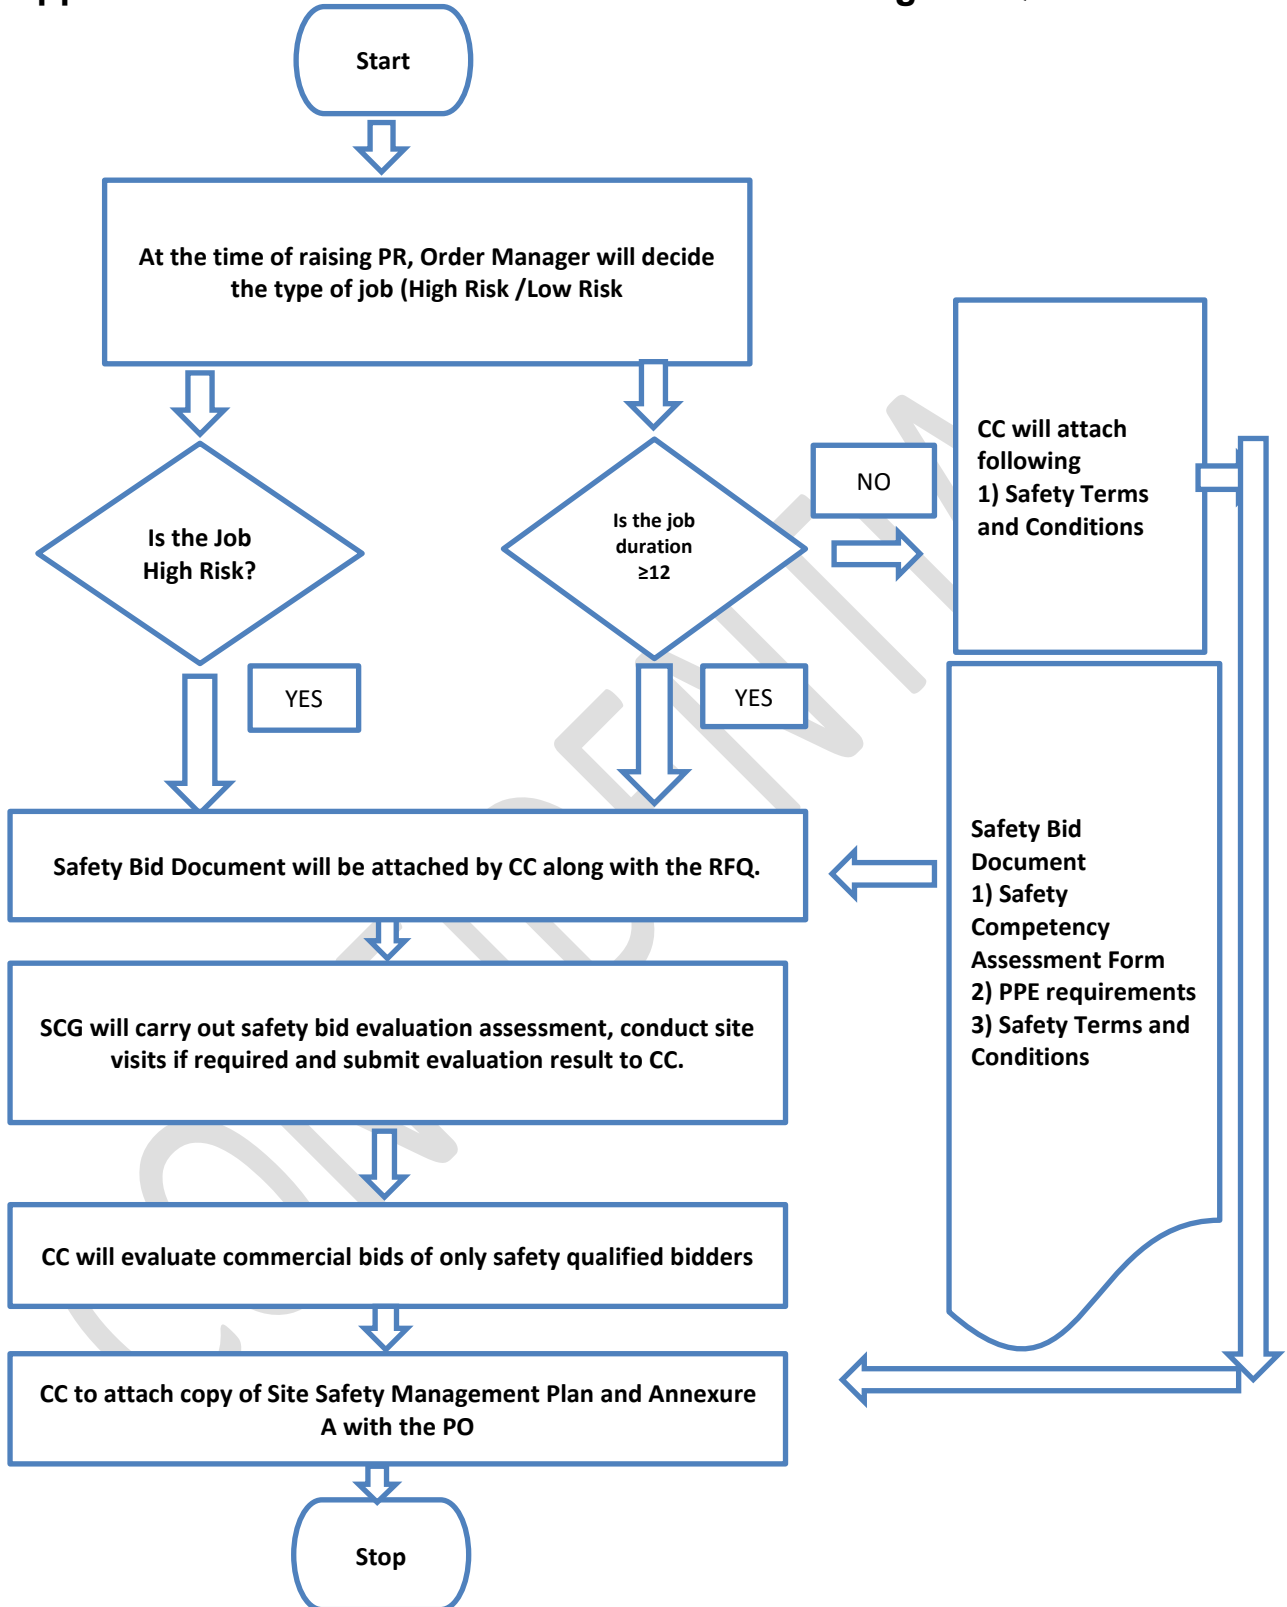 Start
At the time of raising PR, Order Manager will decide
the type of job (High Risk /Low Risk
Is the Job
High Risk?
Is the job
duration
≥12
NO
CC will attach
following
1) Safety Terms
and Conditions
YES
YES
Safety Bid Document will be attached by CC along with the RFQ.
Safety Bid
Document
1) Safety
Competency
Assessment Form
2) PPE requirements
3) Safety Terms and
Conditions
SCG will carry out safety bid evaluation assessment, conduct site
visits if required and submit evaluation result to CC.
CC will evaluate commercial bids of only safety qualified bidders
CC to attach copy of Site Safety Management Plan and Annexure
A with the PO
Stop